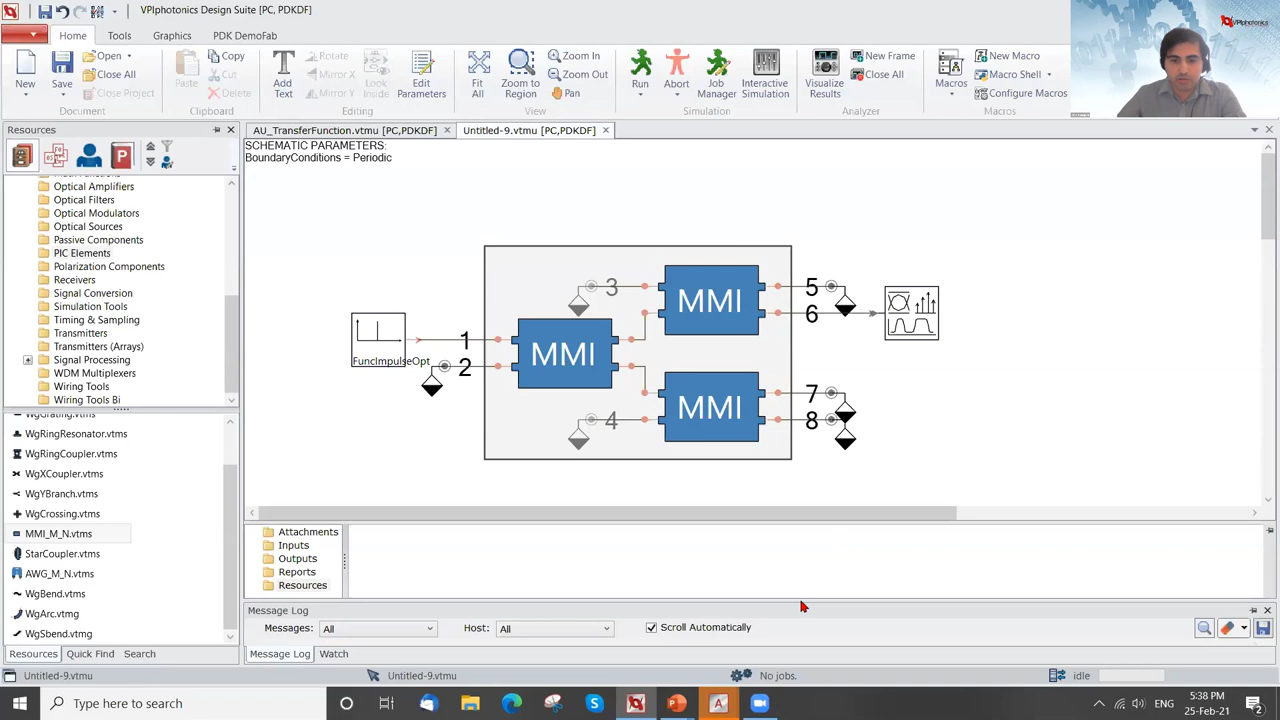 VPIphotonics Design Suite [PC, PDKDF]
Home
Tools
Graphics
PDK DemoFab
New
Save
Open
Close All
Close Project
Document
Paste
Copy
Cut
Delete
Clipboard
Add Text
Rotate
Mirror X
Mirror Y
Look Inside
Edit Parameters
Editing
Fit All
Zoom to Region
Zoom In
Zoom Out
Pan
View
Run
Abort
Job Manager
Interactive Simulation
Simulation
Visualize Results
New Frame
Close All
Analyzer
Macros
New Macro
Macro Shell
Configure Macros
Macros
VPIphotonics
Resources
AU_TransferFunction.vtmu [PC,PDKDF]
Untitled-9.vtmu [PC,PDKDF]
SCHEMATIC PARAMETERS:
BoundaryConditions = Periodic
Optical Amplifiers
Optical Filters
Optical Modulators
Optical Sources
Passive Components
PIC Elements
Polarization Components
Receivers
Signal Conversion
Simulation Tools
Timing & Sampling
Transmitters
Transmitters (Arrays)
Signal Processing
WDM Multiplexers
Wiring Tools
Wiring Tools Bi
WgGrating.vtms
WgRingResonator.vtms
WgRingCoupler.vtms
WgXCoupler.vtms
WgYBranch.vtms
WgCrossing.vtms
MMI_M_N.vtms
StarCoupler.vtms
AWG_M_N.vtms
WgBend.vtms
WgArc.vtmg
WgSbend.vtmg
Resources
Quick Find
Search
FuncImpulseOpt
1
2
3
4
5
6
7
8
MMI
MMI
MMI
Attachments
Inputs
Outputs
Reports
Resources
Message Log
Messages:
All
Host:
All
Scroll Automatically
Message Log
Watch
Untitled-9.vtmu
Untitled-9.vtmu
No jobs.
idle
Type here to search
ENG
5:38 PM
25-Feb-21
2